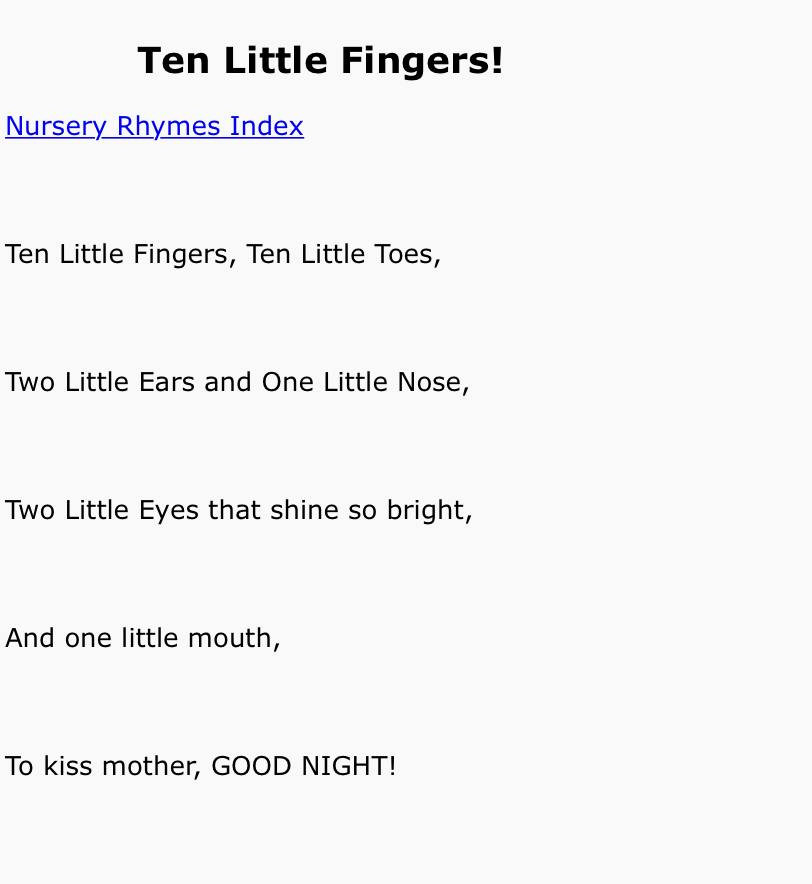 Ten Little Fingers!
Nursery Rhymes Index
Ten Little Fingers, Ten Little Toes,
Two Little Ears and One Little Nose,
Two Little Eyes that shine so bright,
And one little mouth,
To kiss mother, GOOD NIGHT!